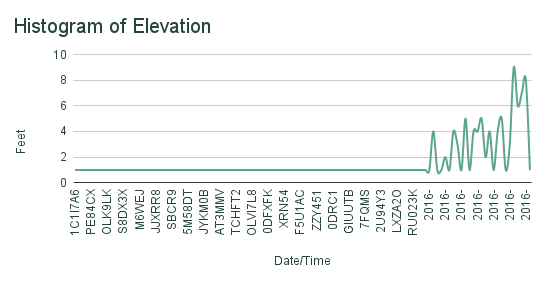 Histogram of Elevation
10
8
6
4
2
0
Feet
1C1I7A6
PE84CX
OLK9LK
S8DX3X
M6WEJ
JJXRR8
SBCR9
5M58DT
JYKM0B
AT3MMV
TCHFT2
OLVI7L8
0DFXFK
XRN54
F5U1AC
ZZY451
0DRC1
GIUUTB
7FQMS
2U94Y3
LXZA2O
RU023K
2016-
2016-
2016-
2016-
2016-
2016-
2016-
Date/Time